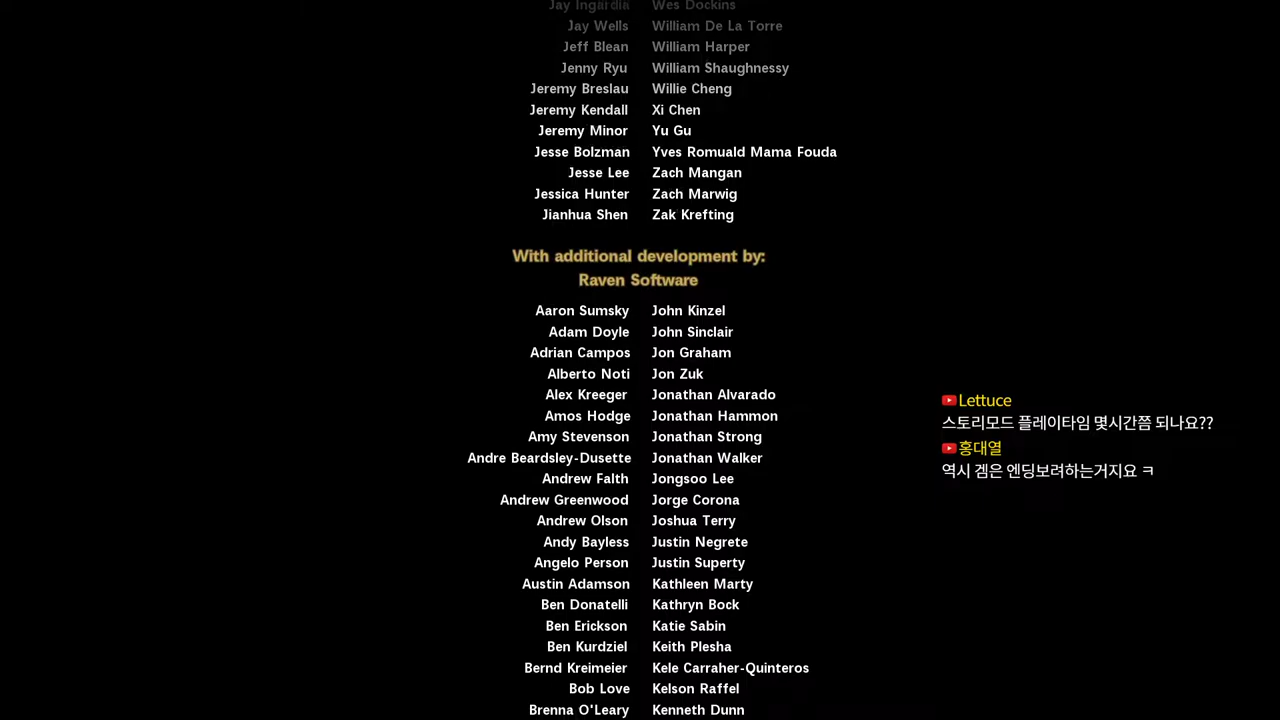 Jay Ingardia Wes Dockins
Jay Wells William De La Torre
Jeff Blean William Harper
Jenny Ryu William Shaughnessy
Jeremy Breslau Willie Cheng
Jeremy Kendall Xi Chen
Jeremy Minor Yu Gu
Jesse Bolzman Yves Romuald Mama Fouda
Jesse Lee Zach Mangan
Jessica Hunter Zach Marwig
Jianhua Shen Zak Krefting
With additional development by:
Raven Software
Aaron Sumsky John Kinzel
Adam Doyle John Sinclair
Adrian Campos Jon Graham
Alberto Noti Jon Zuk
Alex Kreeger Jonathan Alvarado
Amos Hodge Jonathan Hammon
Amy Stevenson Jonathan Strong
Andre Beardsley-Dusette Jonathan Walker
Andrew Falth Jongsoo Lee
Andrew Greenwood Jorge Corona
Andrew Olson Joshua Terry
Andy Bayless Justin Negrete
Angelo Person Justin Superty
Austin Adamson Kathleen Marty
Ben Donatelli Kathryn Bock
Ben Erickson Katie Sabin
Ben Kurdziel Keith Plesha
Bernd Kreimeier Kele Carraher-Quinteros
Bob Love Kelson Raffel
Brenna O'Leary Kenneth Dunn
Lettuce
스토리모드 플레이타임 몇시간쯤 되나요??
홍대열
역시 겜은 엔딩보려하는거지요 ㅋ